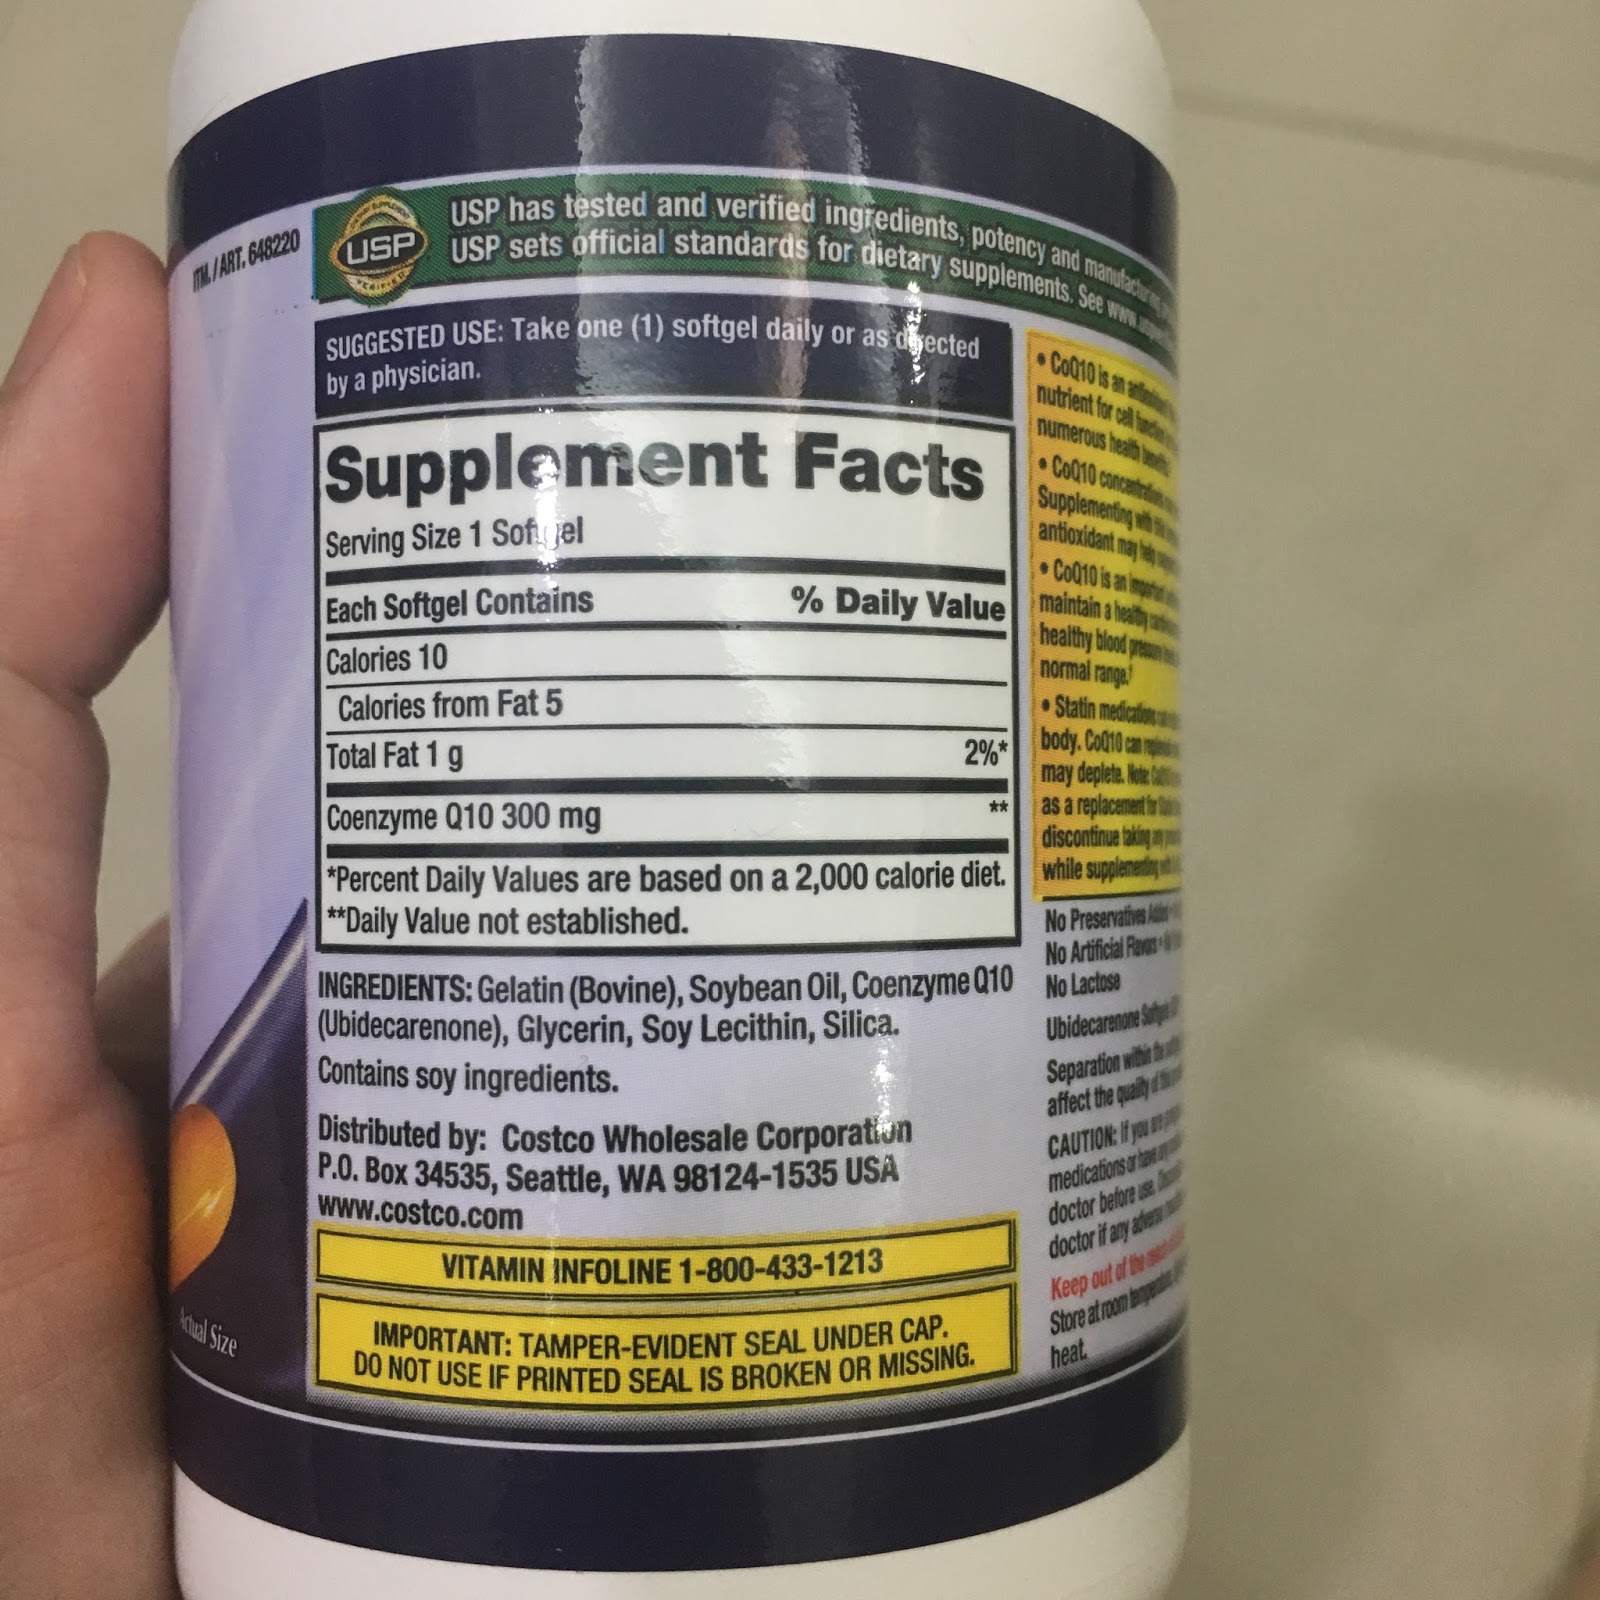 ITM. / ART. 648220
USP
USP has tested and verified ingredients, potency and manufacturing
USP sets official standards for dietary supplements. See
SUGGESTED USE: Take one (1) softgel daily or as directed
by a physician.
Supplement Facts
Serving Size 1 Softgel
Each Softgel Contains % Daily Value
Calories 10
Calories from Fat 5
Total Fat 1 g 2%*
Coenzyme Q10 300 mg **
*Percent Daily Values are based on a 2,000 calorie diet.
**Daily Value not established.
INGREDIENTS: Gelatin (Bovine), Soybean Oil, Coenzyme Q10
(Ubidecarenone), Glycerin, Soy Lecithin, Silica.
Contains soy ingredients.
Distributed by: Costco Wholesale Corporation
P.O. Box 34535, Seattle, WA 98124-1535 USA
www.costco.com
VITAMIN INFOLINE 1-800-433-1213
IMPORTANT: TAMPER-EVIDENT SEAL UNDER CAP.
DO NOT USE IF PRINTED SEAL IS BROKEN OR MISSING.
Actual Size
• CoQ10 is an
nutrient for cell
numerous health
• CoQ10
Supplementing with
antioxidant may help
• CoQ10 is an important
maintain a healthy
healthy blood pressure
normal range.†
• Statin medications
body. CoQ10 can
may deplete. Note:
as a replacement for
discontinue taking
while supplementing
No Preservatives Added
No Artificial Flavors
No Lactose
Ubidecarenone Softgels
Separation within the
affect the quality of
CAUTION: If you are
medications or have any
doctor before use.
doctor if any adverse
Keep out of the reach
Store at room temperature
heat.